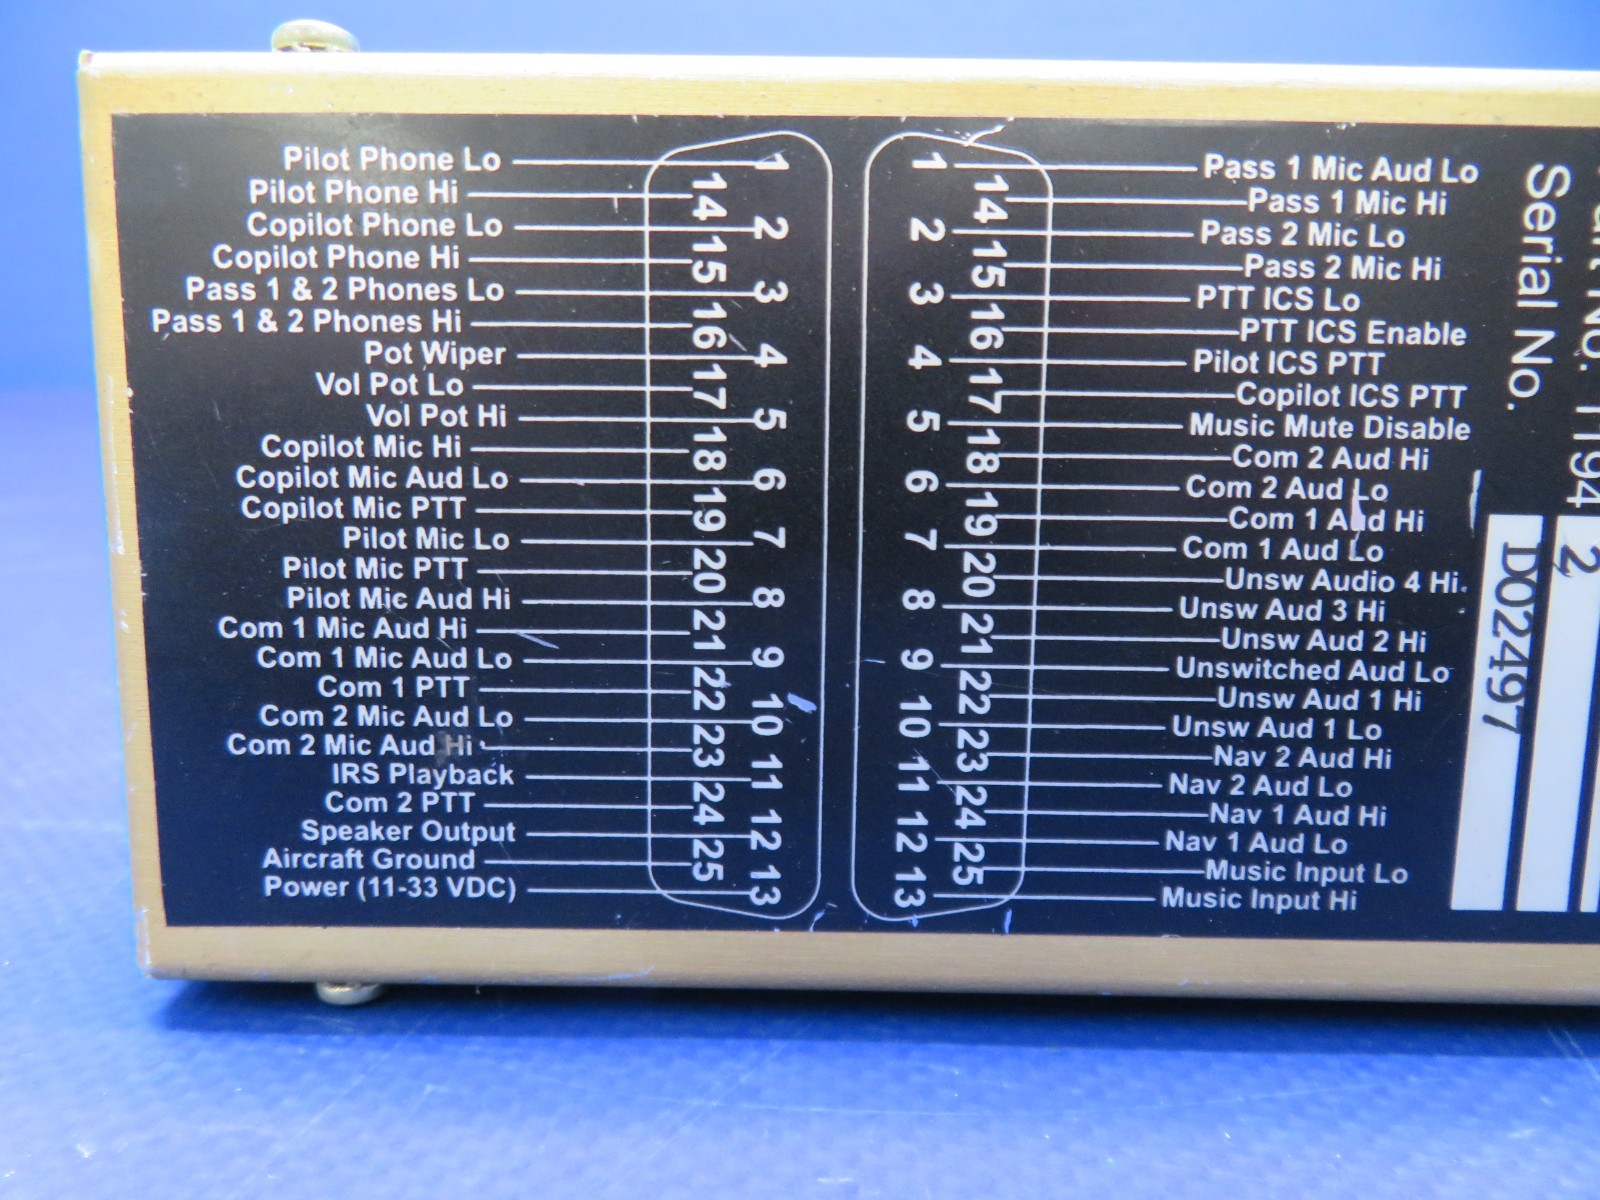 Pilot Phone Lo 1
Pilot Phone Hi 14
Copilot Phone Lo 2
Copilot Phone Hi 15
Pass 1 & 2 Phones Lo 3
Pass 1 & 2 Phones Hi 16
Pot Wiper 4
Vol Pot Lo 17
Vol Pot Hi 5
Copilot Mic Hi 18
Copilot Mic Aud Lo 6
Copilot Mic PTT 19
Pilot Mic Lo 7
Pilot Mic PTT 20
Pilot Mic Aud Hi 8
Com 1 Mic Aud Hi 21
Com 1 Mic Aud Lo 9
Com 1 PTT 22
Com 2 Mic Aud Lo 10
Com 2 Mic Aud Hi 23
IRS Playback 11
Com 2 PTT 24
Speaker Output 12
Aircraft Ground 25
Power (11-33 VDC) 13
1 Pass 1 Mic Aud Lo
14 Pass 1 Mic Hi
2 Pass 2 Mic Lo
15 Pass 2 Mic Hi
3 PTT ICS Lo
16 PTT ICS Enable
4 Pilot ICS PTT
17 Copilot ICS PTT
5 Music Mute Disable
18 Com 2 Aud Hi
6 Com 2 Aud Lo
19 Com 1 Aud Hi
7 Com 1 Aud Lo
20 Unsw Audio 4 Hi
8 Unsw Aud 3 Hi
21 Unsw Aud 2 Hi
9 Unswitched Aud Lo
22 Unsw Aud 1 Hi
10 Unsw Aud 1 Lo
23 Nav 2 Aud Hi
11 Nav 2 Aud Lo
24 Nav 1 Aud Hi
12 Nav 1 Aud Lo
25 Music Input Lo
13 Music Input Hi
No. 1194 2
Serial No. D02497